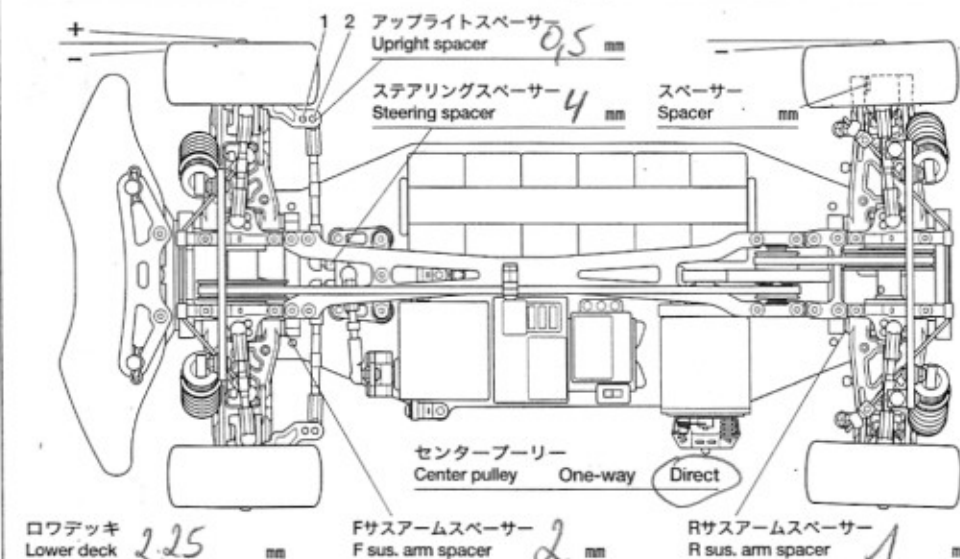 +
-
1 2 アップライトスペーサー
Upright spacer 0,5 mm
-
ステアリングスペーサー
Steering spacer 4 mm
スペーサー
Spacer mm
センタープーリー
Center pulley One-way Direct
ロワデッキ
Lower deck 2.25 mm
Fサスアームスペーサー
F sus. arm spacer 2 mm
Rサスアームスペーサー
R sus. arm spacer 1 m